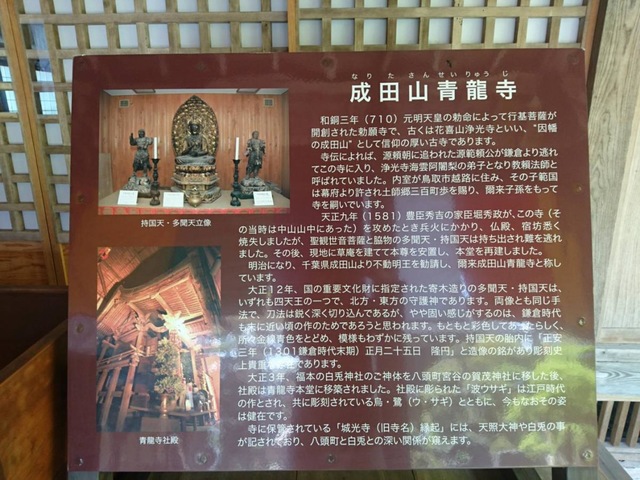 なりたさんせいりゅうじ
成田山青龍寺
和銅三年（710）元明天皇の勅命によって行基菩薩が
開創された勅願寺で、古くは花喜山浄光寺といい、“因幡
の成田山”として信仰の厚い古寺であります。
寺伝によれば、源頼朝に追われた源範頼公が鎌倉より逃れ
てこの寺に入り、浄光寺海雲阿闍梨の弟子となり数頼法師と
呼ばれていました。内室が鳥取市越路に住み、その子範国
は幕府より許され土師郷三百町歩を賜り、爾来子孫をもって
寺を嗣いでいます。
天正九年（1581）豊臣秀吉の家臣堀秀政が、この寺（そ
の当時は中山山中にあった）を攻めたとき兵火にかかり、仏殿、宿坊悉く
焼失しましたが、聖観世音菩薩と脇物の多聞天・持国天は持ち出され難を逃れ
ました。その後、現地に草庵を建てて本尊を安置し、本堂を再建しました。
明治になり、千葉県成田山より不動明王を勧請し、爾来成田山青龍寺と称し
ています。
大正12年、国の重要文化財に指定された寄木造りの多聞天・持国天は、
いずれも四天王の一つで、北方・東方の守護神であります。両像とも同じ手
法で、刀法は鋭く深く切り込んであるが、やや固い感じがするのは、鎌倉時代
も末に近い頃の作のためであろうと思われます。もともと彩色してあったらしく、
所々金線青色をとどめ、模様もわずかに残っています。持国天の胎内に「正安
三年（1301鎌倉時代末期）正月二十五日　隆円」と造像の銘があり彫刻史
上貴重な作であります。
大正3年、福本の白兎神社のご神体を八頭町宮谷の賀茂神社に移した後、
社殿は青龍寺本堂に移築されました。社殿に彫られた「波ウサギ」は江戸時代
の作とされ、共に彫刻されている烏・鷺（ウ・サギ）とともに、今もなおその姿
は健在です。
寺に保管されている「城光寺（旧寺名）縁起」には、天照大神や白兎の事
が記されており、八頭町と白兎との深い関係が窺えます。
持国天・多聞天立像
青龍寺社殿